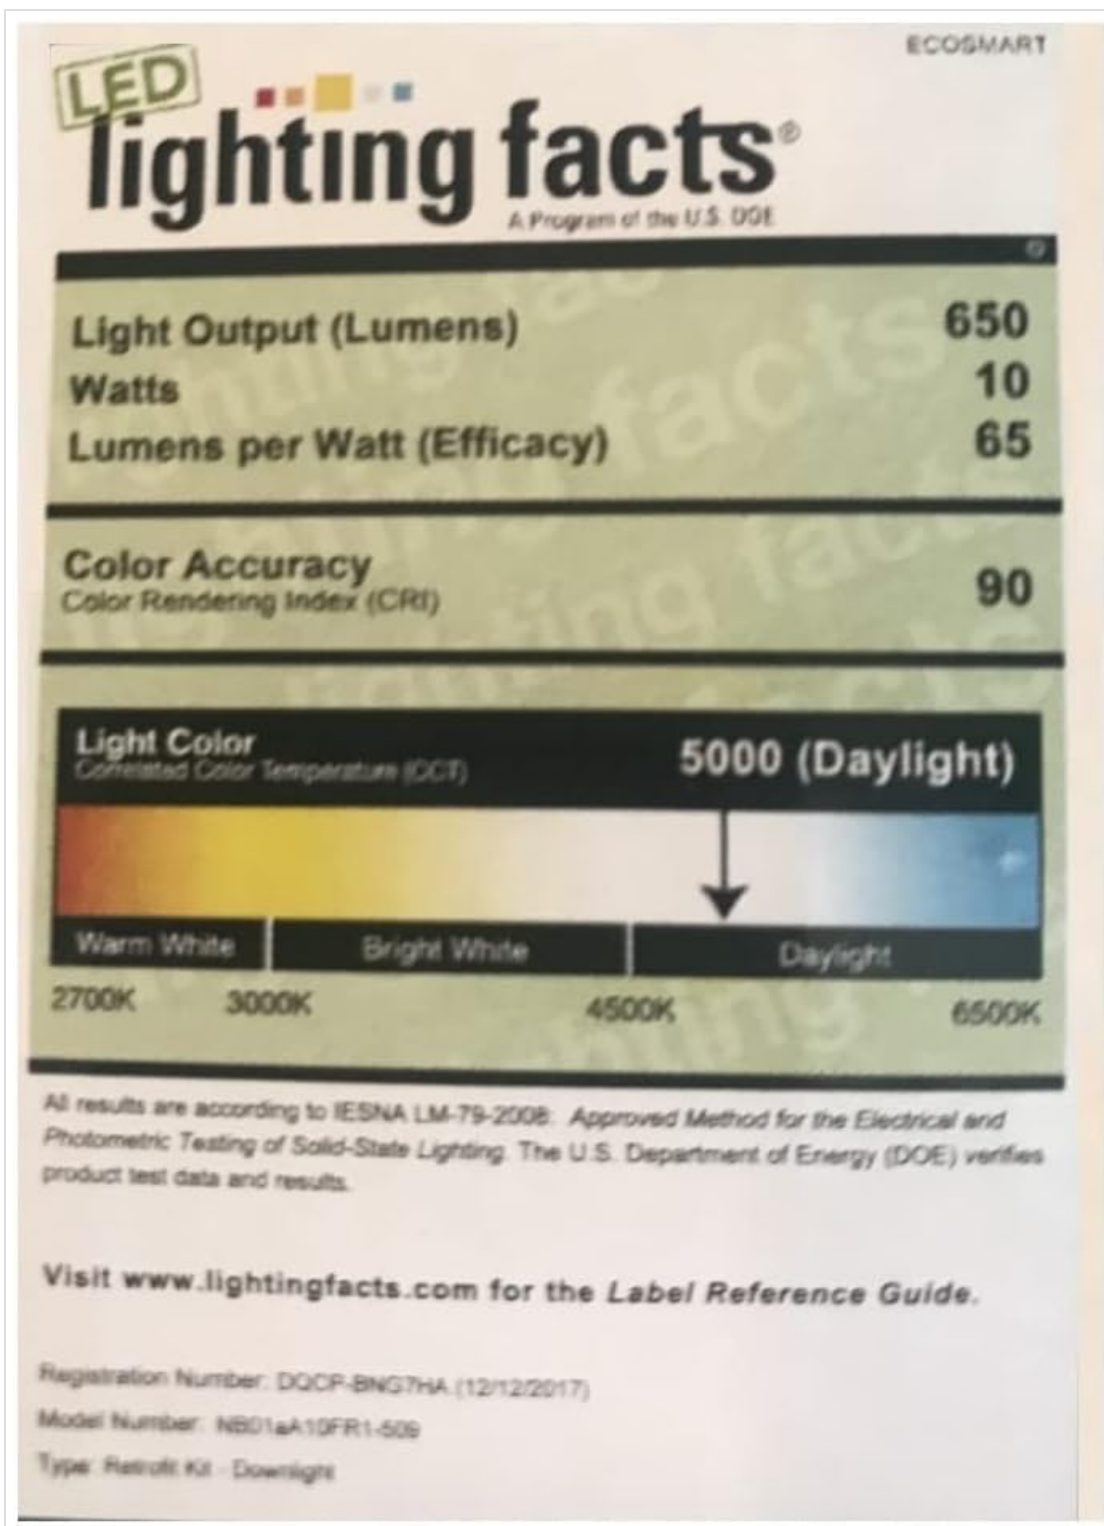 ECOSMART
LED
lighting facts®
A Program of the U.S. DOE
Light Output (Lumens) 650
Watts 10
Lumens per Watt (Efficacy) 65
Color Accuracy 90
Color Rendering Index (CRI)
Light Color 5000 (Daylight)
Correlated Color Temperature (CCT)
Warm White Bright White Daylight
2700K 3000K 4500K 6500K
All results are according to IESNA LM-79-2008: Approved Method for the Electrical and
Photometric Testing of Solid-State Lighting. The U.S. Department of Energy (DOE) verifies
product test data and results.
Visit www.lightingfacts.com for the Label Reference Guide.
Registration Number: (12/12/2017)
Model Number:
Type: Retrofit Kit - Downlight